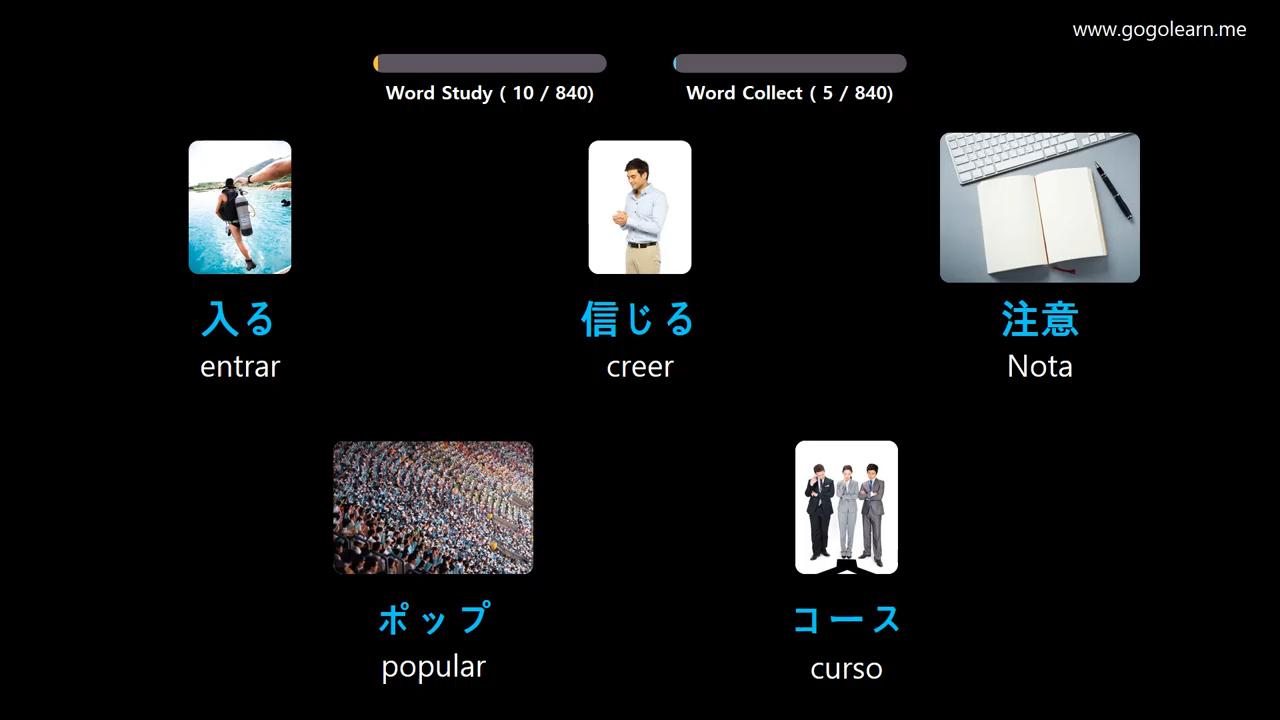 www.gogolearn.me
Word Study ( 10 / 840)
Word Collect ( 5 / 840)
入る
entrar
信じる
creer
注意
Nota
ポップ
popular
コース
curso